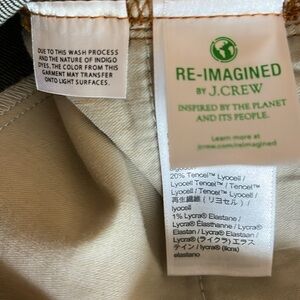 DUE TO THIS WASH PROCESS
AND THE NATURE OF INDIGO
DYES, THE COLOR FROM THIS
GARMENT MAY TRANSFER
ONTO LIGHT SURFACES.
RE-IMAGINED
BY J.CREW
INSPIRED BY THE PLANET
AND ITS PEOPLE.
Learn more at
jcrew.com/reimagined
20% Tencel™ Lyocell /
Lyocell Tencel™ / Tencel™
Lyocell / Tencel™ Lyocell /
再生繊維 (リヨセル) /
lyocell
1% Lycra® Elastane /
Lycra® Élasthanne / Lycra®
Elastan / Lycra® Elastaan /
Lycra® (ライクラ) エラス
テイン / lycra® (licra)
elastano